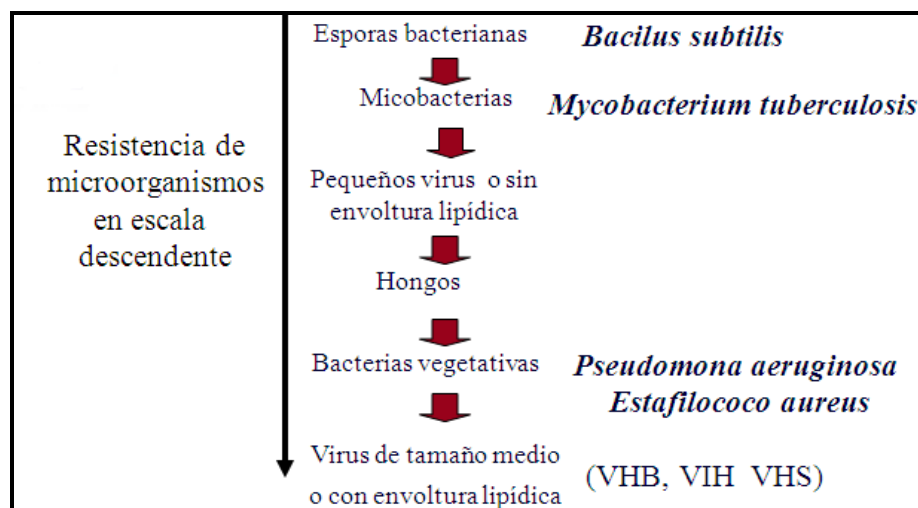 Esporas bacterianas
Bacilus subtilis
Micobacterias
Mycobacterium tuberculosis
Resistencia de
microorganismos
en escala
descendente
Pequeños virus o sin
envoltura lipídica
Hongos
Bacterias vegetativas
Pseudomona aeruginosa
Estafilococo aureus
Virus de tamaño medio
o con envoltura lipídica
(VHB, VIH VHS)